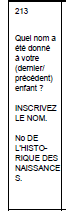 213
Quel nom a
été donné
à votre
(dernier/
précédent)
enfant ?
INSCRIVEZ
LE NOM.
No DE
L'HISTO-
RIQUE DES
NAISSANCE
S.